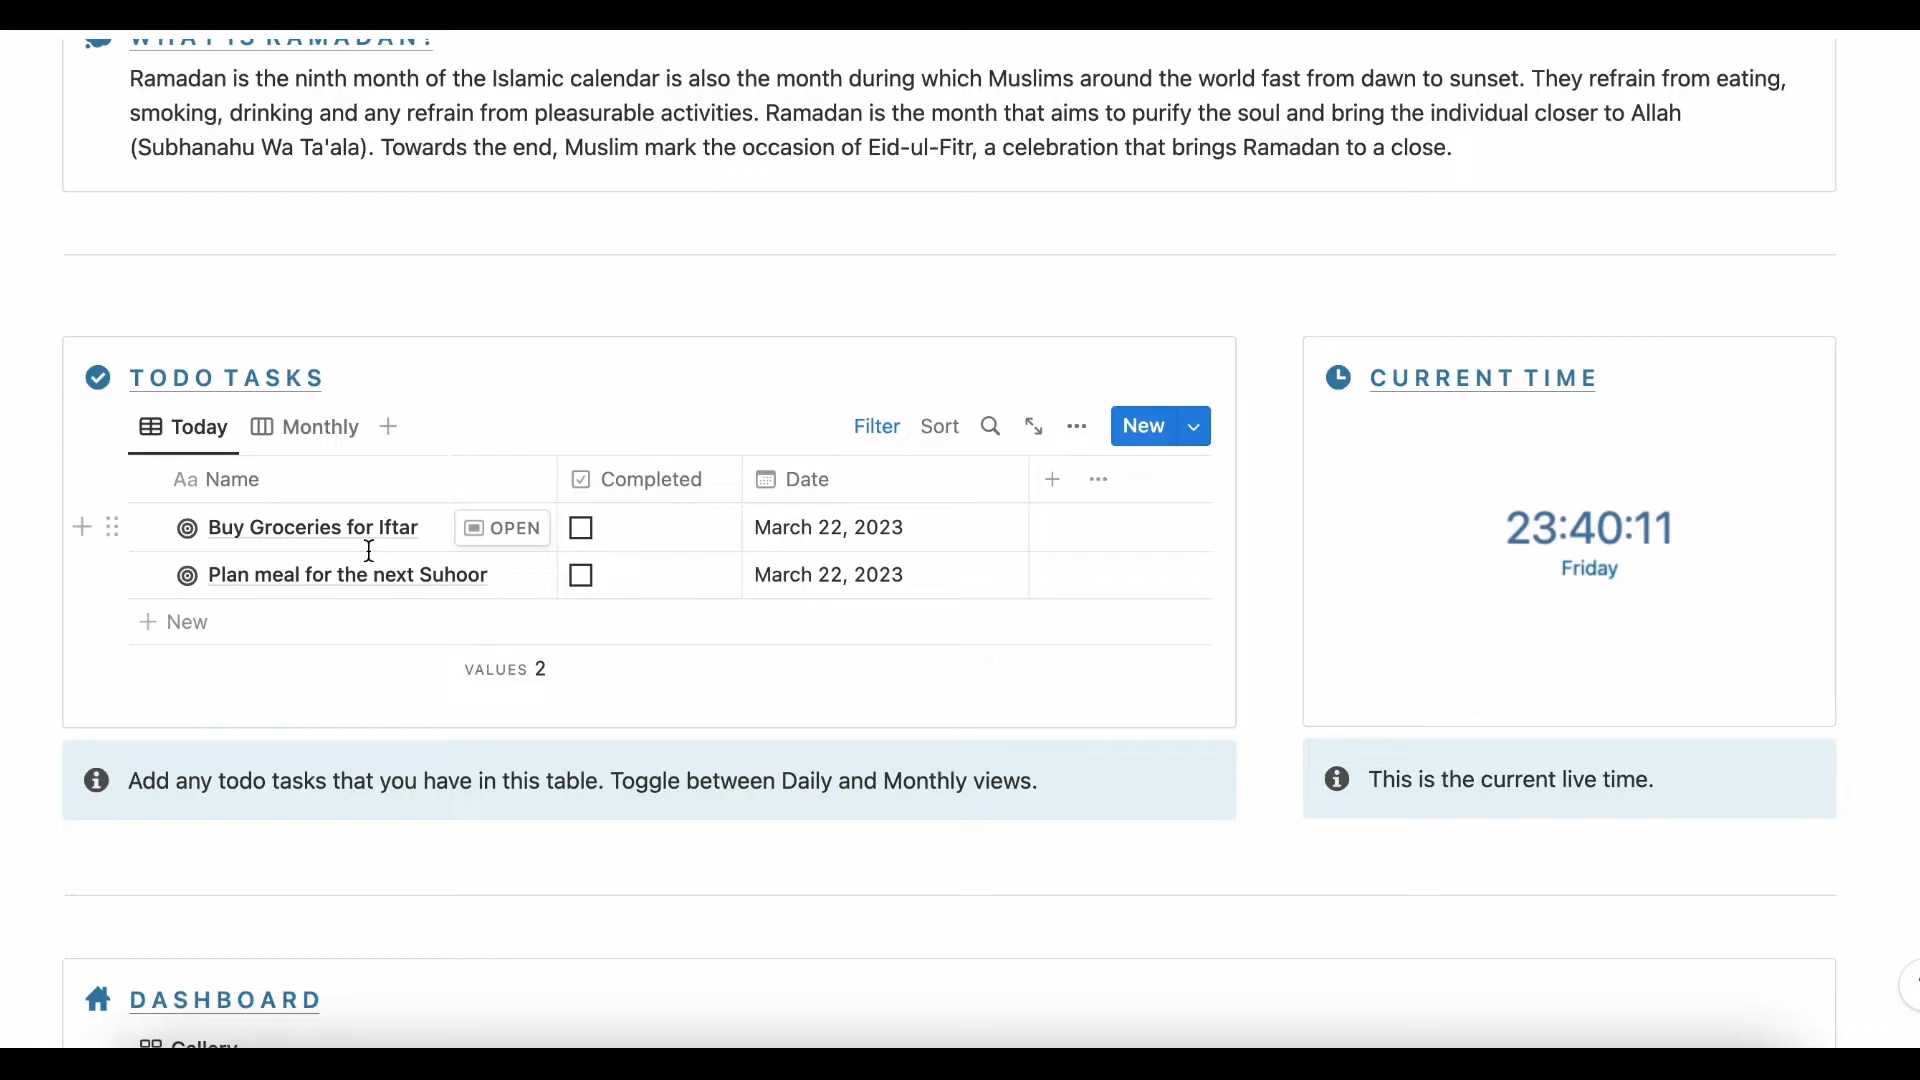 WHAT IS RAMADAN?
Ramadan is the ninth month of the Islamic calendar is also the month during which Muslims around the world fast from dawn to sunset. They refrain from eating,
smoking, drinking and any refrain from pleasurable activities. Ramadan is the month that aims to purify the soul and bring the individual closer to Allah
(Subhanahu Wa Ta'ala). Towards the end, Muslim mark the occasion of Eid-ul-Fitr, a celebration that brings Ramadan to a close.
TODO TASKS
Today Monthly
Filter Sort New
Aa Name Completed Date
Buy Groceries for Iftar OPEN March 22, 2023
Plan meal for the next Suhoor March 22, 2023
New
VALUES 2
Add any todo tasks that you have in this table. Toggle between Daily and Monthly views.
CURRENT TIME
23:40:11
Friday
This is the current live time.
DASHBOARD
Gallery